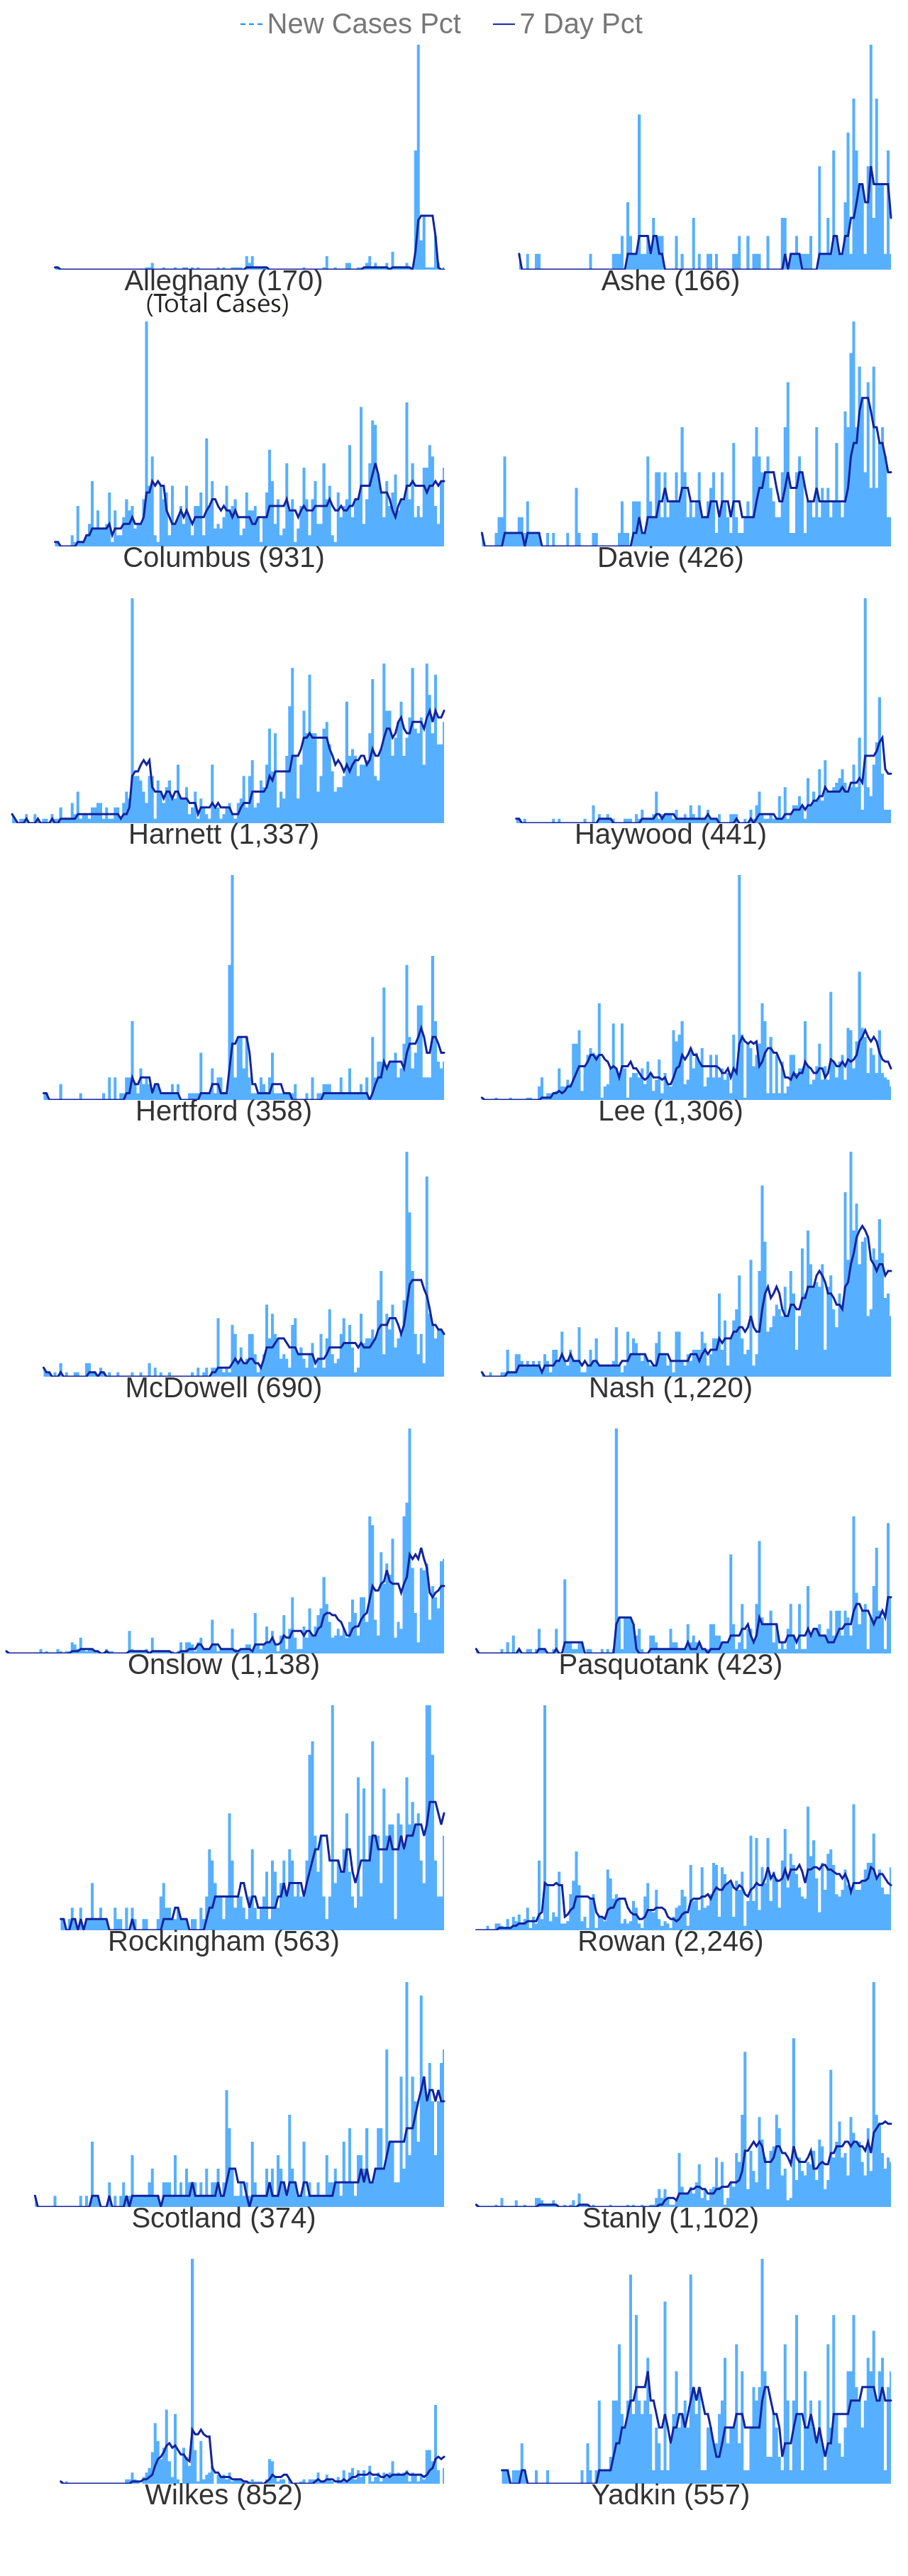 New Cases Pct 7 Day Pct
Alleghany (170) Ashe (166)
(Total Cases)
Columbus (931) Davie (426)
Harnett (1,337) Haywood (441)
Hertford (358) Lee (1,306)
McDowell (690) Nash (1,220)
Onslow (1,138) Pasquotank (423)
Rockingham (563) Rowan (2,246)
Scotland (374) Stanly (1,102)
Wilkes (852) Yadkin (557)